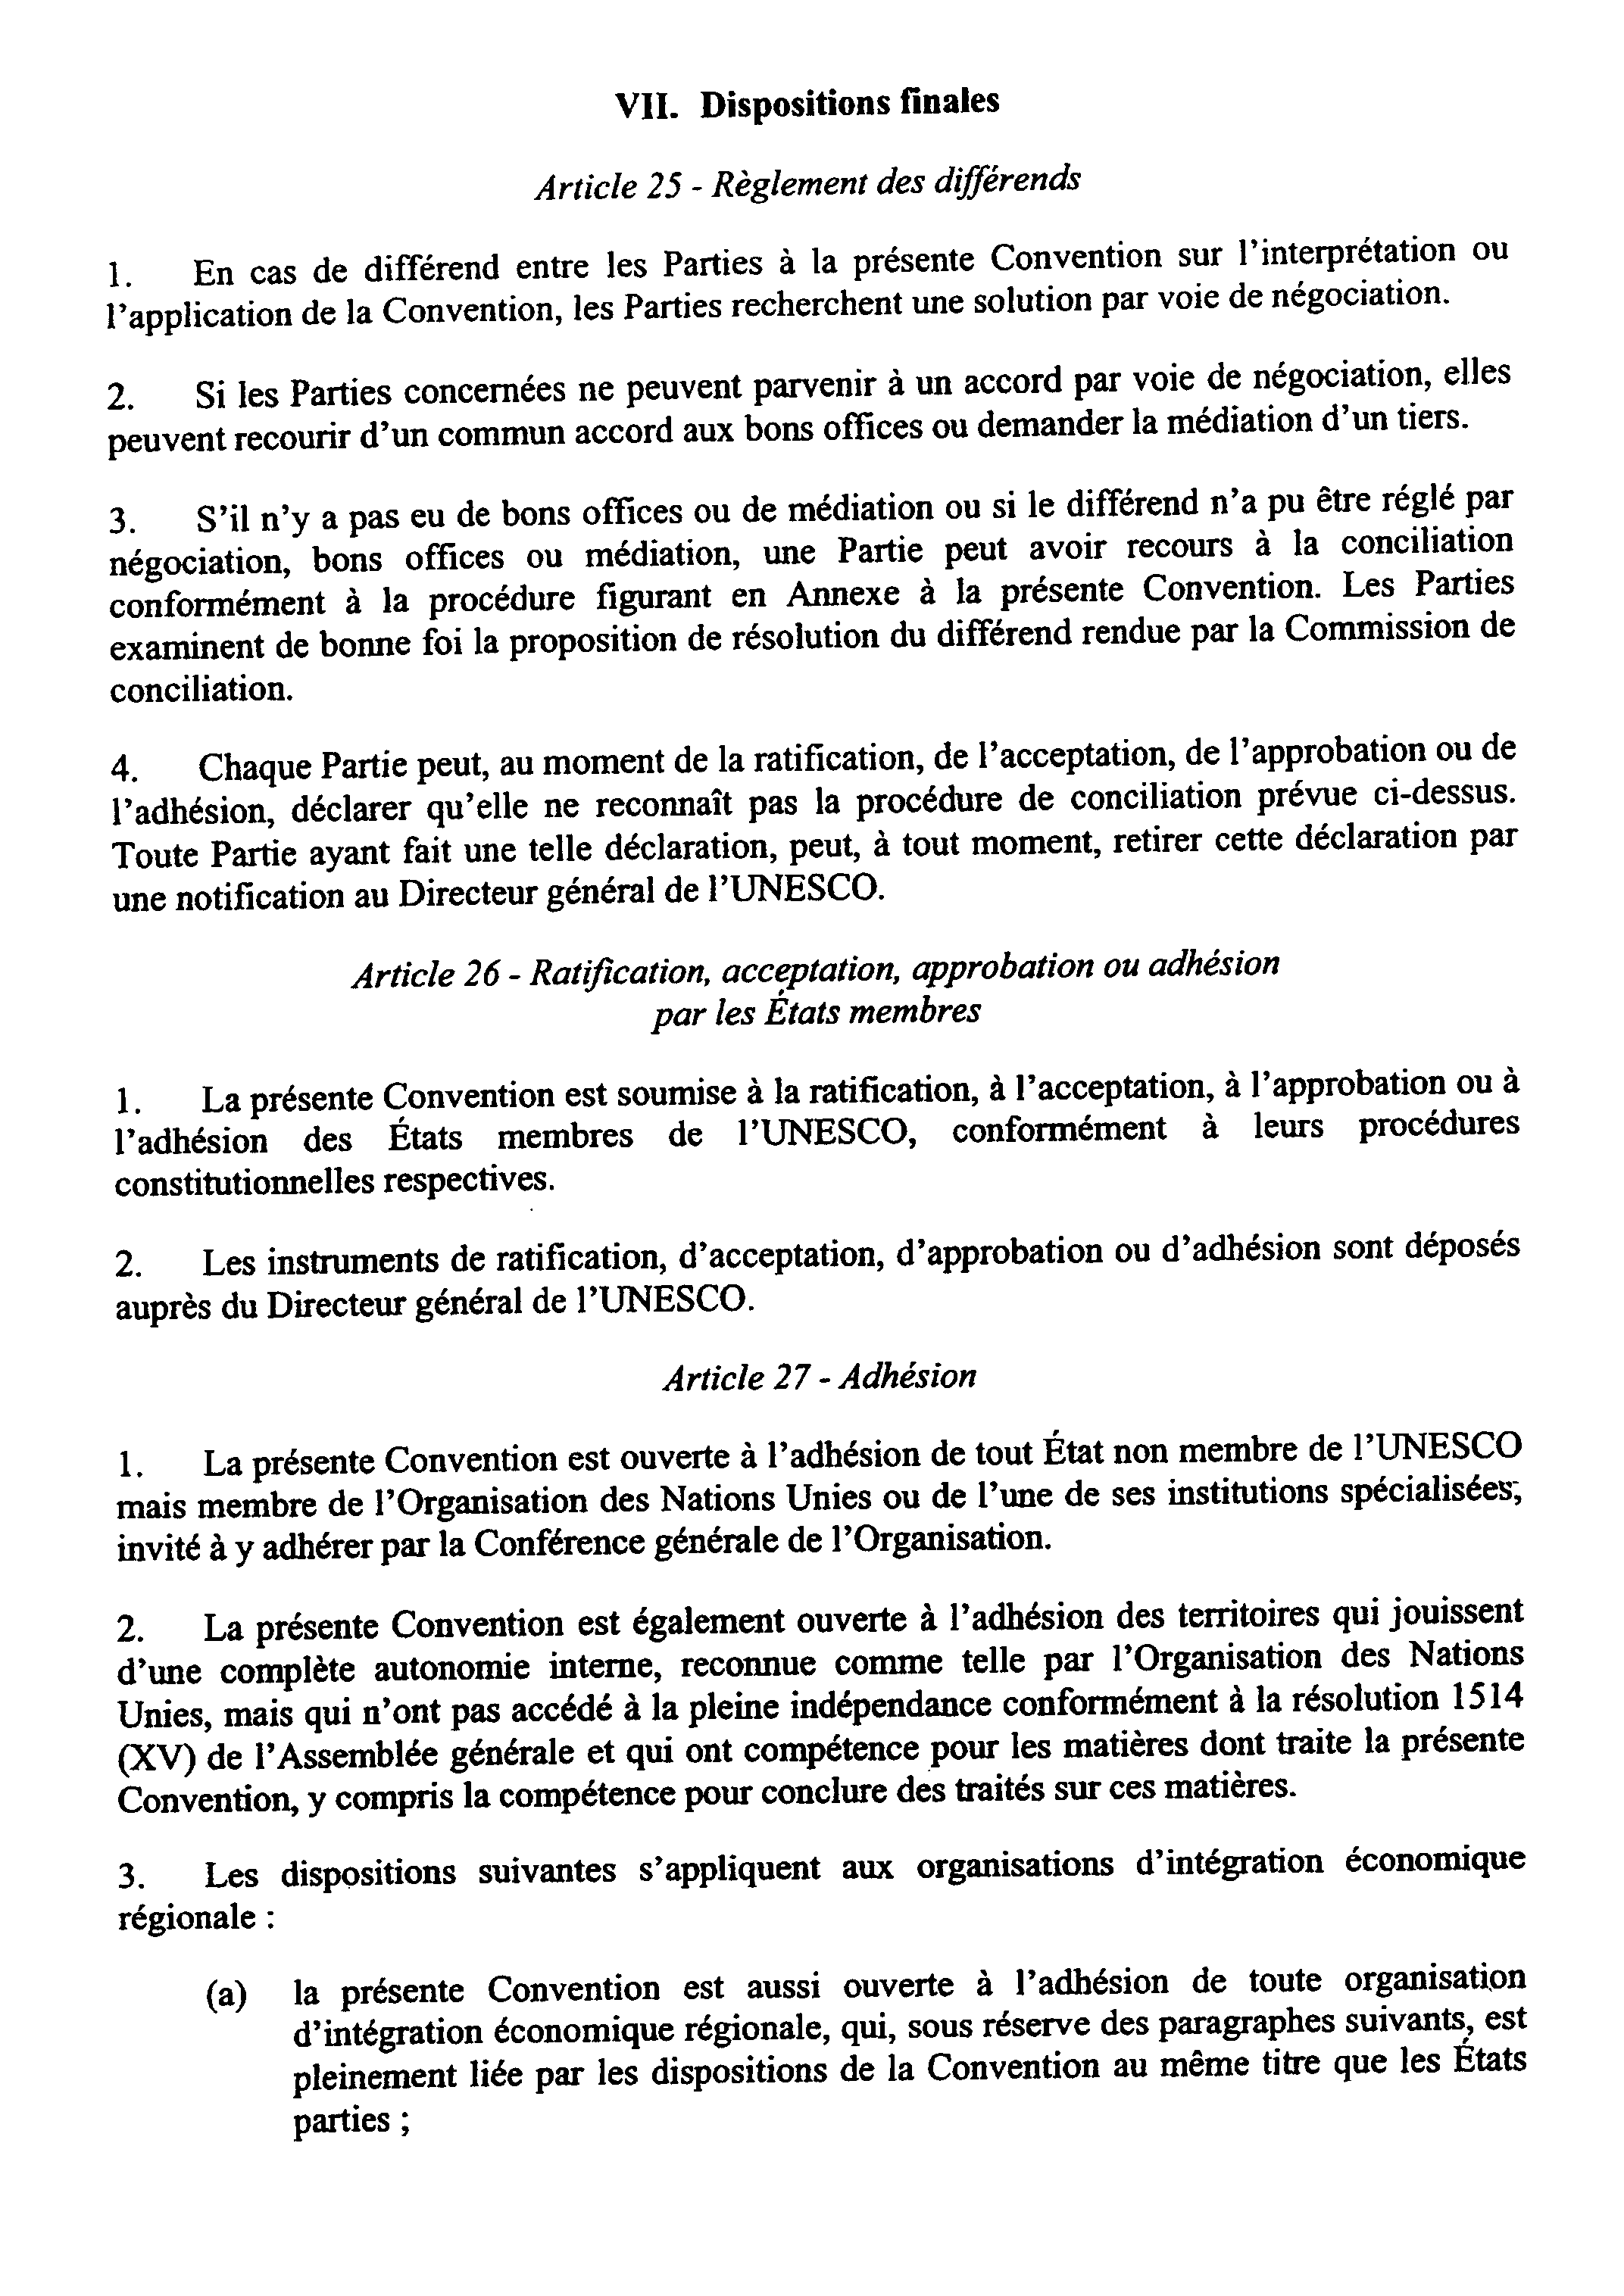 VII. Dispositions finales
Article 25 - Règlement des différends
1. En cas de différend entre les Parties à la présente Convention sur l'interprétation ou
l'application de la Convention, les Parties recherchent une solution par voie de négociation.
2. Si les Parties concernées ne peuvent parvenir à un accord par voie de négociation, elles
peuvent recourir d'un commun accord aux bons offices ou demander la médiation d'un tiers.
3. S'il n'y a pas eu de bons offices ou de médiation ou si le différend n'a pu être réglé par
négociation, bons offices ou médiation, une Partie peut avoir recours à la conciliation
conformément à la procédure figurant en Annexe à la présente Convention. Les Parties
examinent de bonne foi la proposition de résolution du différend rendue par la Commission de
conciliation.
4. Chaque Partie peut, au moment de la ratification, de l'acceptation, de l'approbation ou de
l'adhésion, déclarer qu'elle ne reconnaît pas la procédure de conciliation prévue ci-dessus.
Toute Partie ayant fait une telle déclaration, peut, à tout moment, retirer cette déclaration par
une notification au Directeur général de l'UNESCO.
Article 26 - Ratification, acceptation, approbation ou adhésion
par les États membres
1. La présente Convention est soumise à la ratification, à l'acceptation, à l'approbation ou à
l'adhésion des États membres de l'UNESCO, conformément à leurs procédures
constitutionnelles respectives.
2. Les instruments de ratification, d'acceptation, d'approbation ou d'adhésion sont déposés
auprès du Directeur général de l'UNESCO.
Article 27 - Adhésion
1. La présente Convention est ouverte à l'adhésion de tout État non membre de l'UNESCO
mais membre de l'Organisation des Nations Unies ou de l'une de ses institutions spécialisées,
invité à y adhérer par la Conférence générale de l'Organisation.
2. La présente Convention est également ouverte à l'adhésion des territoires qui jouissent
d'une complète autonomie interne, reconnue comme telle par l'Organisation des Nations
Unies, mais qui n'ont pas accédé à la pleine indépendance conformément à la résolution 1514
(XV) de l'Assemblée générale et qui ont compétence pour les matières dont traite la présente
Convention, y compris la compétence pour conclure des traités sur ces matières.
3. Les dispositions suivantes s'appliquent aux organisations d'intégration économique
régionale :
(a) la présente Convention est aussi ouverte à l'adhésion de toute organisation
d'intégration économique régionale, qui, sous réserve des paragraphes suivants, est
pleinement liée par les dispositions de la Convention au même titre que les États
parties ;